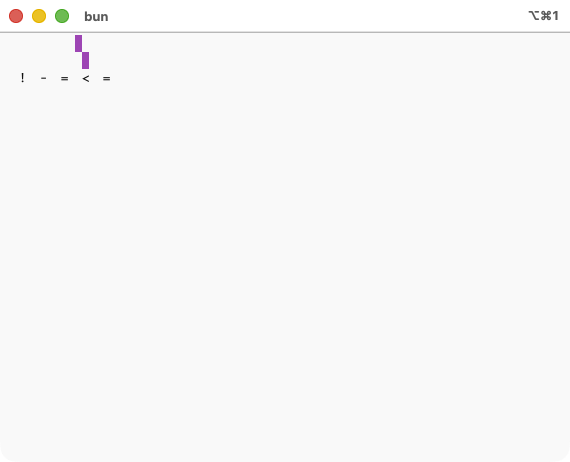 bun ⌥⌘1
! - = < =